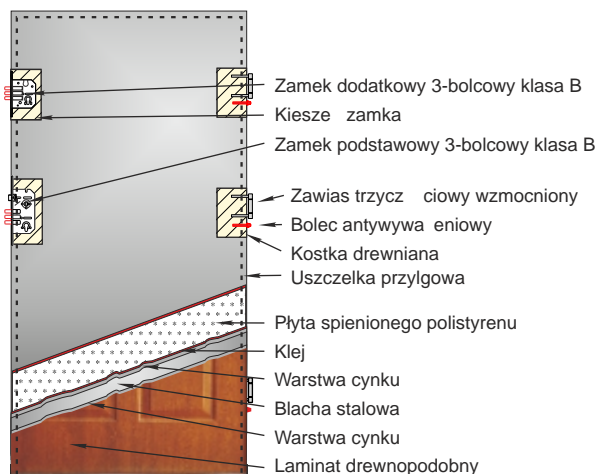 Zamek dodatkowy 3-bolcowy klasa B
Kiesze zamka
Zamek podstawowy 3-bolcowy klasa B
Zawias trzycz ciowy wzmocniony
Bolec antywywa eniowy
Kostka drewniana
Uszczelka przylgowa
Płyta spienionego polistyrenu
Klej
Warstwa cynku
Blacha stalowa
Warstwa cynku
Laminat drewnopodobny